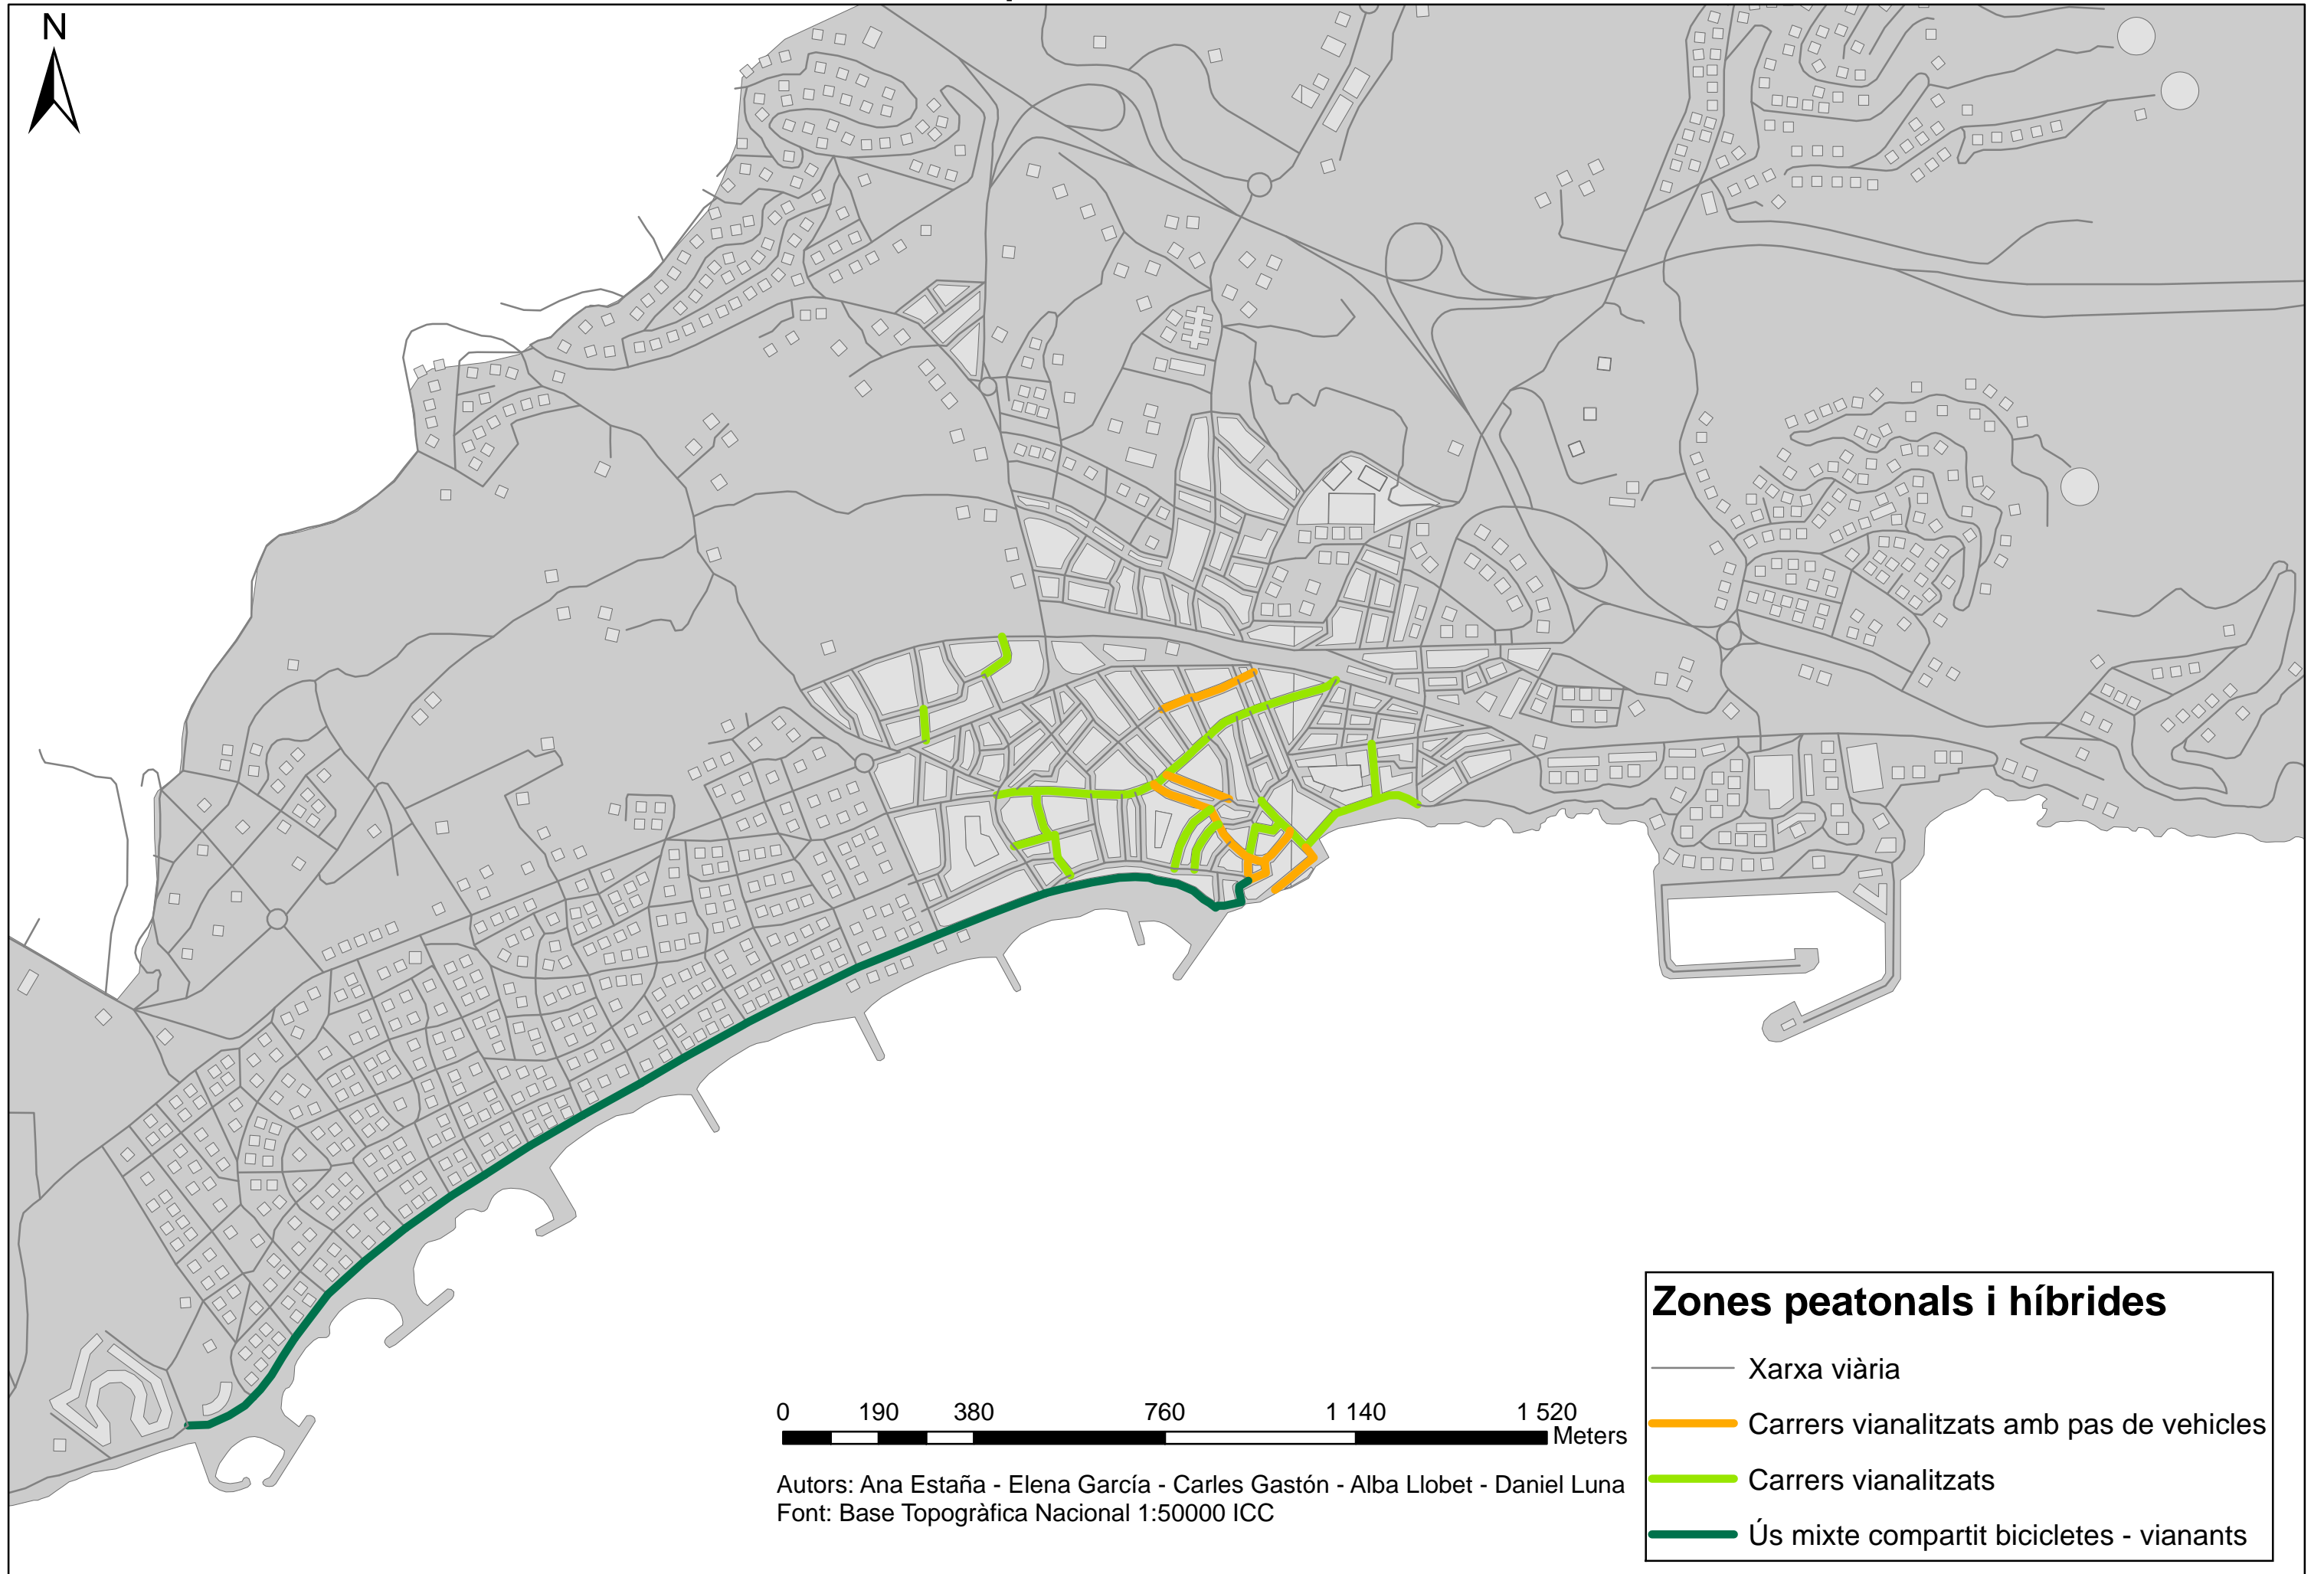 N
0 190 380 760 1 140 1 520
Meters
Autors: Ana Estaña - Elena García - Carles Gastón - Alba Llobet - Daniel Luna
Font: Base Topogràfica Nacional 1:50000 ICC
Zones peatonals i híbrides
Xarxa viària
Carrers vianalitzats amb pas de vehicles
Carrers vianalitzats
Ús mixte compartit bicicletes - vianants